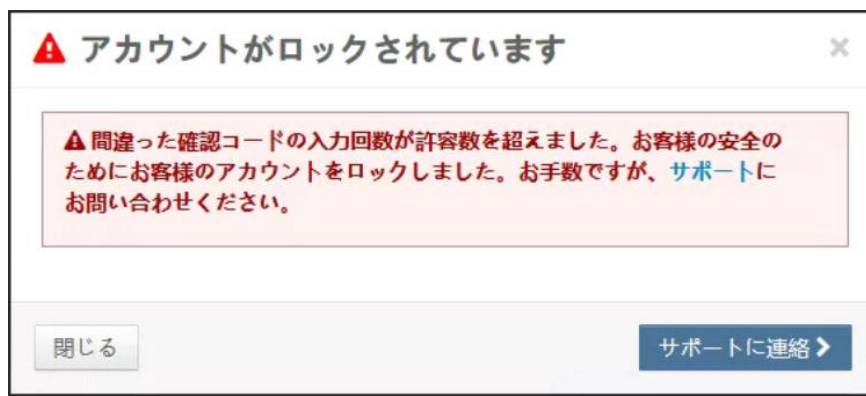 アカウントがロックされています
間違った確認コードの入力回数が許容数を超えました。お客様の安全の
ためにお客様のアカウントをロックしました。お手数ですが、サポートに
お問い合わせください。
閉じる
サポートに連絡